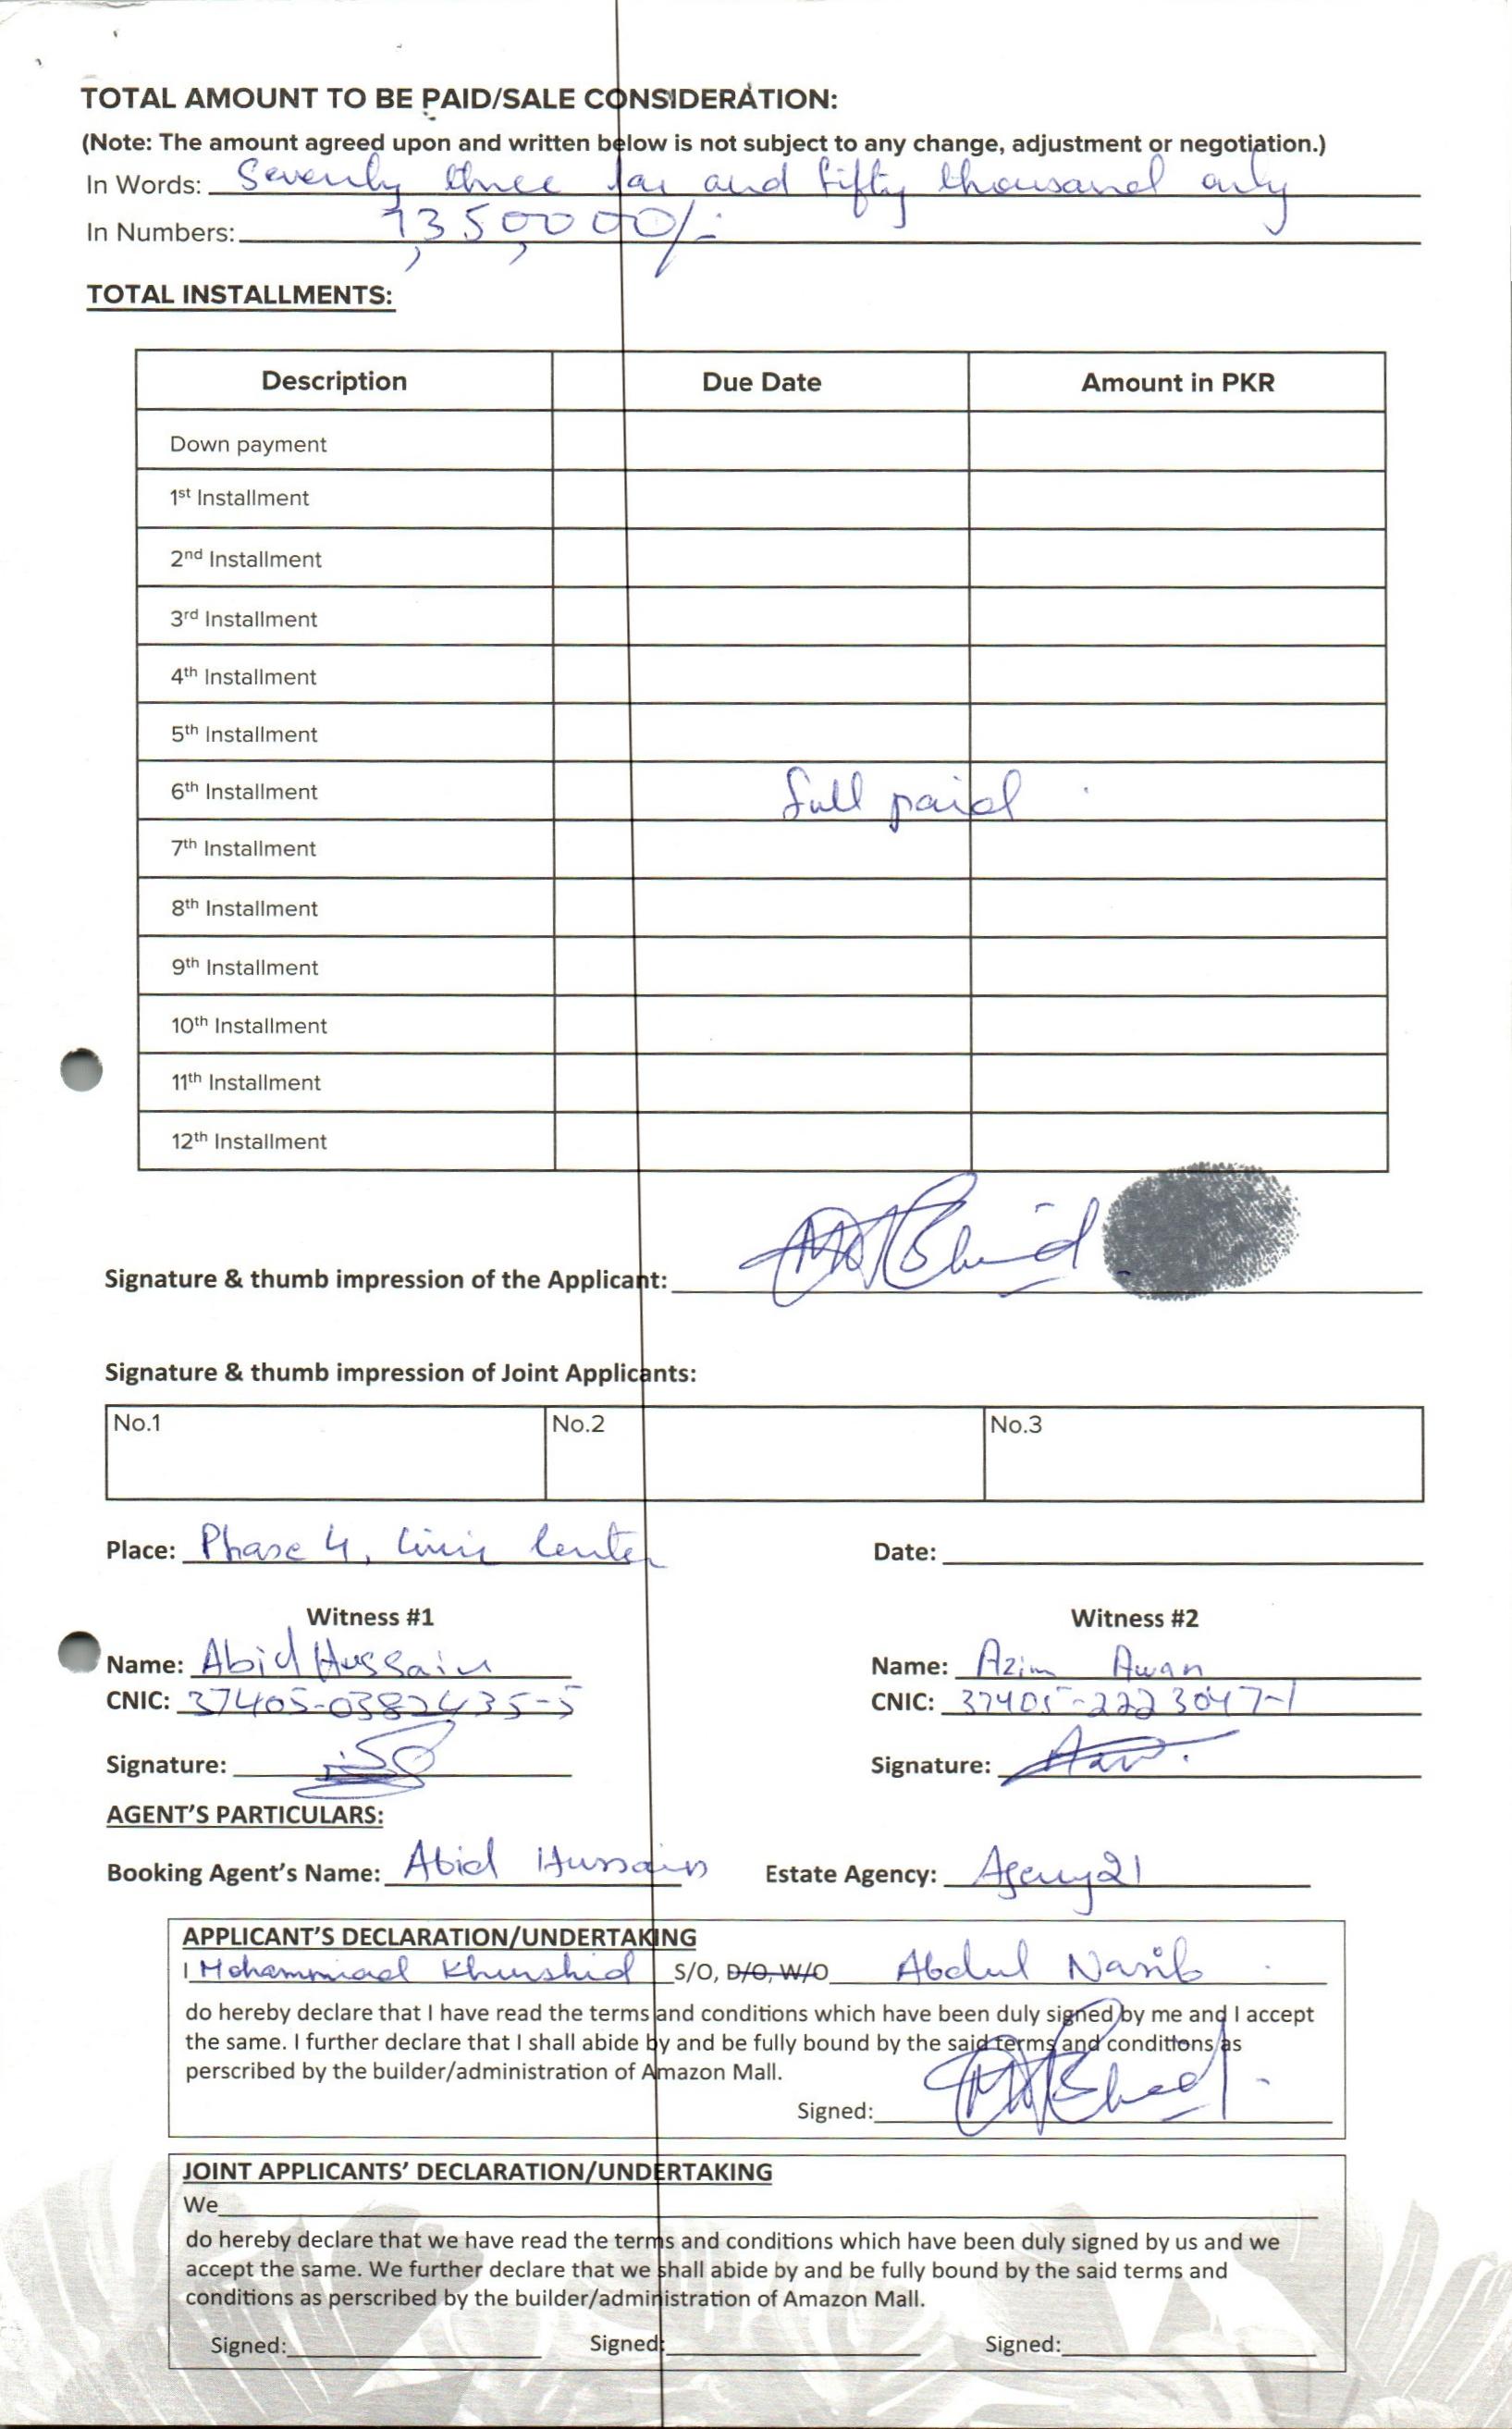 TOTAL AMOUNT TO BE PAID/SALE CONSIDERATION:
(Note: The amount agreed upon and written below is not subject to any change, adjustment or negotiation.)
In Words: Seventy three lac and fifty thousand only
In Numbers: 73,50,000/-
TOTAL INSTALLMENTS:
Description Due Date Amount in PKR
Down payment
1st Installment
2nd Installment
3rd Installment
4th Installment
5th Installment
6th Installment full paid
7th Installment
8th Installment
9th Installment
10th Installment
11th Installment
12th Installment
Signature & thumb impression of the Applicant:
Signature & thumb impression of Joint Applicants:
No.1 No.2 No.3
Place: Phase 4, Civic Center Date:
Witness #1 Witness #2
Name: Abid Hussain Name: Azim Awan
CNIC: 37405-0382435-5 CNIC: 37405-2223047-1
Signature: Signature:
AGENT'S PARTICULARS:
Booking Agent's Name: Abid Hussain Estate Agency: Agency21
APPLICANT'S DECLARATION/UNDERTAKING
I Mohammad Khurshid S/O, D/O, W/O Abdul Nasib
do hereby declare that I have read the terms and conditions which have been duly signed by me and I accept
the same. I further declare that I shall abide by and be fully bound by the said terms and conditions as
perscribed by the builder/administration of Amazon Mall.
Signed:
JOINT APPLICANTS' DECLARATION/UNDERTAKING
We
do hereby declare that we have read the terms and conditions which have been duly signed by us and we
accept the same. We further declare that we shall abide by and be fully bound by the said terms and
conditions as perscribed by the builder/administration of Amazon Mall.
Signed: Signed: Signed: